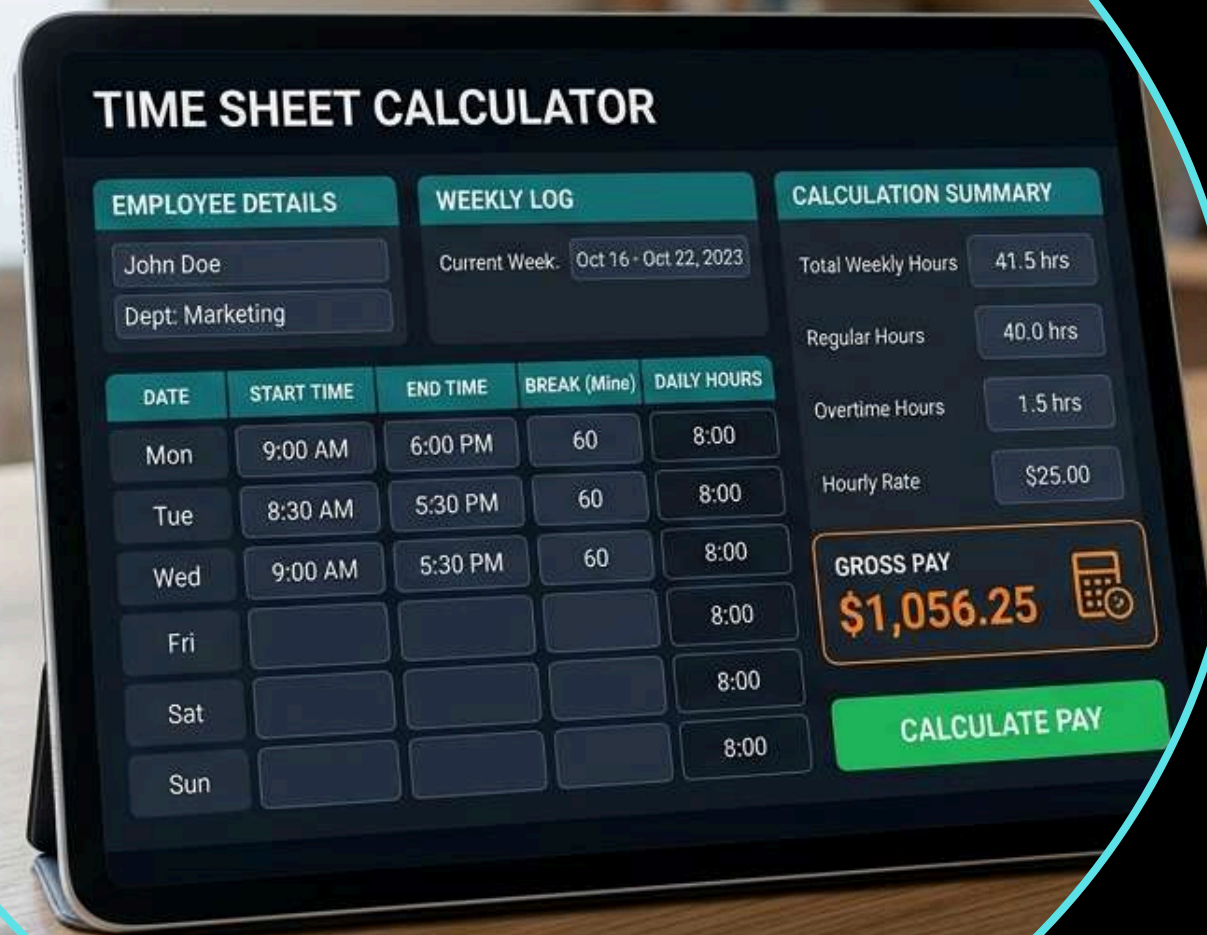 TIME SHEET CALCULATOR
EMPLOYEE DETAILS
John Doe
Dept: Marketing
WEEKLY LOG
Current Week: Oct 16 - Oct 22, 2023
DATE START TIME END TIME BREAK (Mine) DAILY HOURS
Mon 9:00 AM 6:00 PM 60 8:00
Tue 8:30 AM 5:30 PM 60 8:00
Wed 9:00 AM 5:30 PM 60 8:00
Fri 8:00
Sat 8:00
Sun 8:00
CALCULATION SUMMARY
Total Weekly Hours 41.5 hrs
Regular Hours 40.0 hrs
Overtime Hours 1.5 hrs
Hourly Rate $25.00
GROSS PAY
$1,056.25
CALCULATE PAY